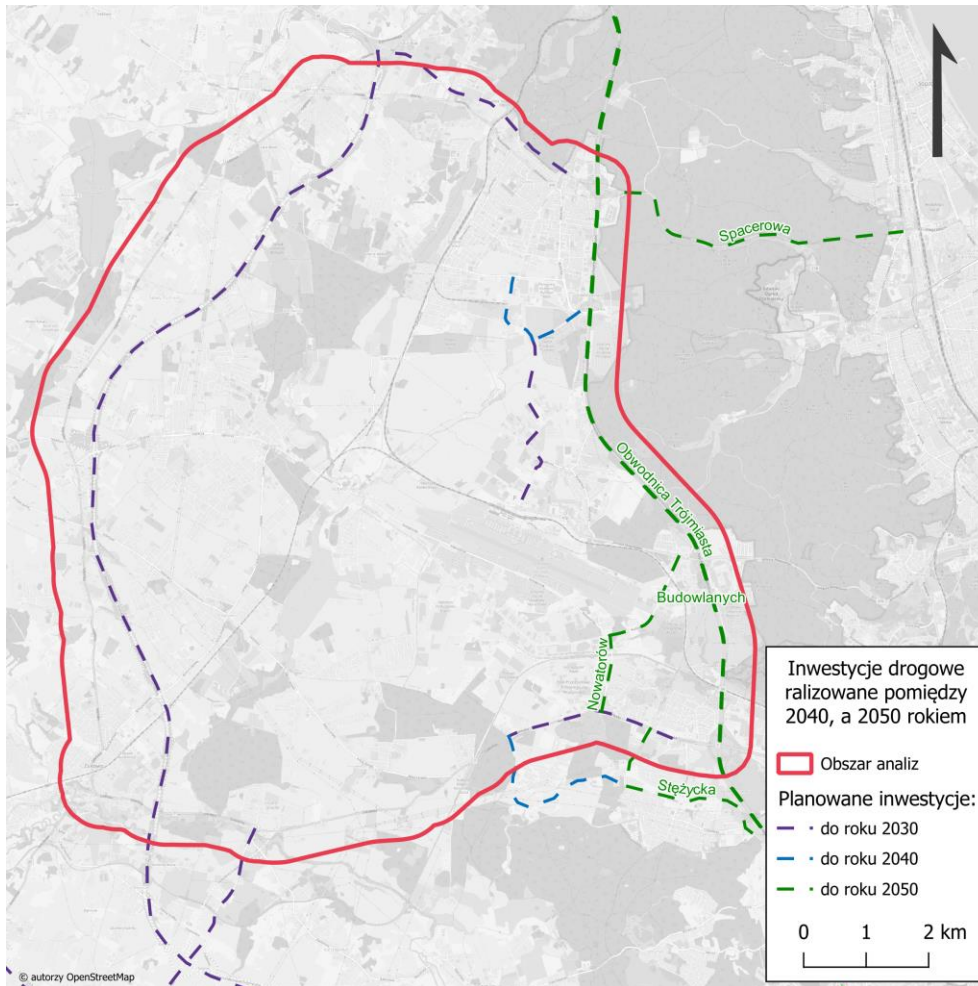 Spacerowa
Obwodnica Trójmiasta
Budowlanych
Nowatorów
Stężycka
Inwestycje drogowe
ralizowane pomiędzy
2040, a 2050 rokiem
Obszar analiz
Planowane inwestycje:
do roku 2030
do roku 2040
do roku 2050
0 1 2 km
© autorzy OpenStreetMap